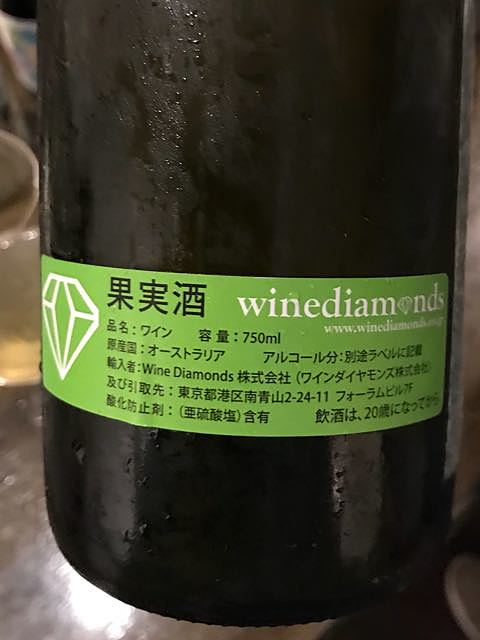 果実酒 winediamonds
www.winediamonds.co.jp
品名：ワイン 容量：750ml
原産国：オーストラリア アルコール分：別途ラベルに記載
輸入者：Wine Diamonds 株式会社（ワインダイヤモンズ株式会社）
及び引取先：東京都港区南青山2-24-11 フォーラムビル7F
酸化防止剤：（亜硫酸塩）含有 飲酒は、20歳になってから